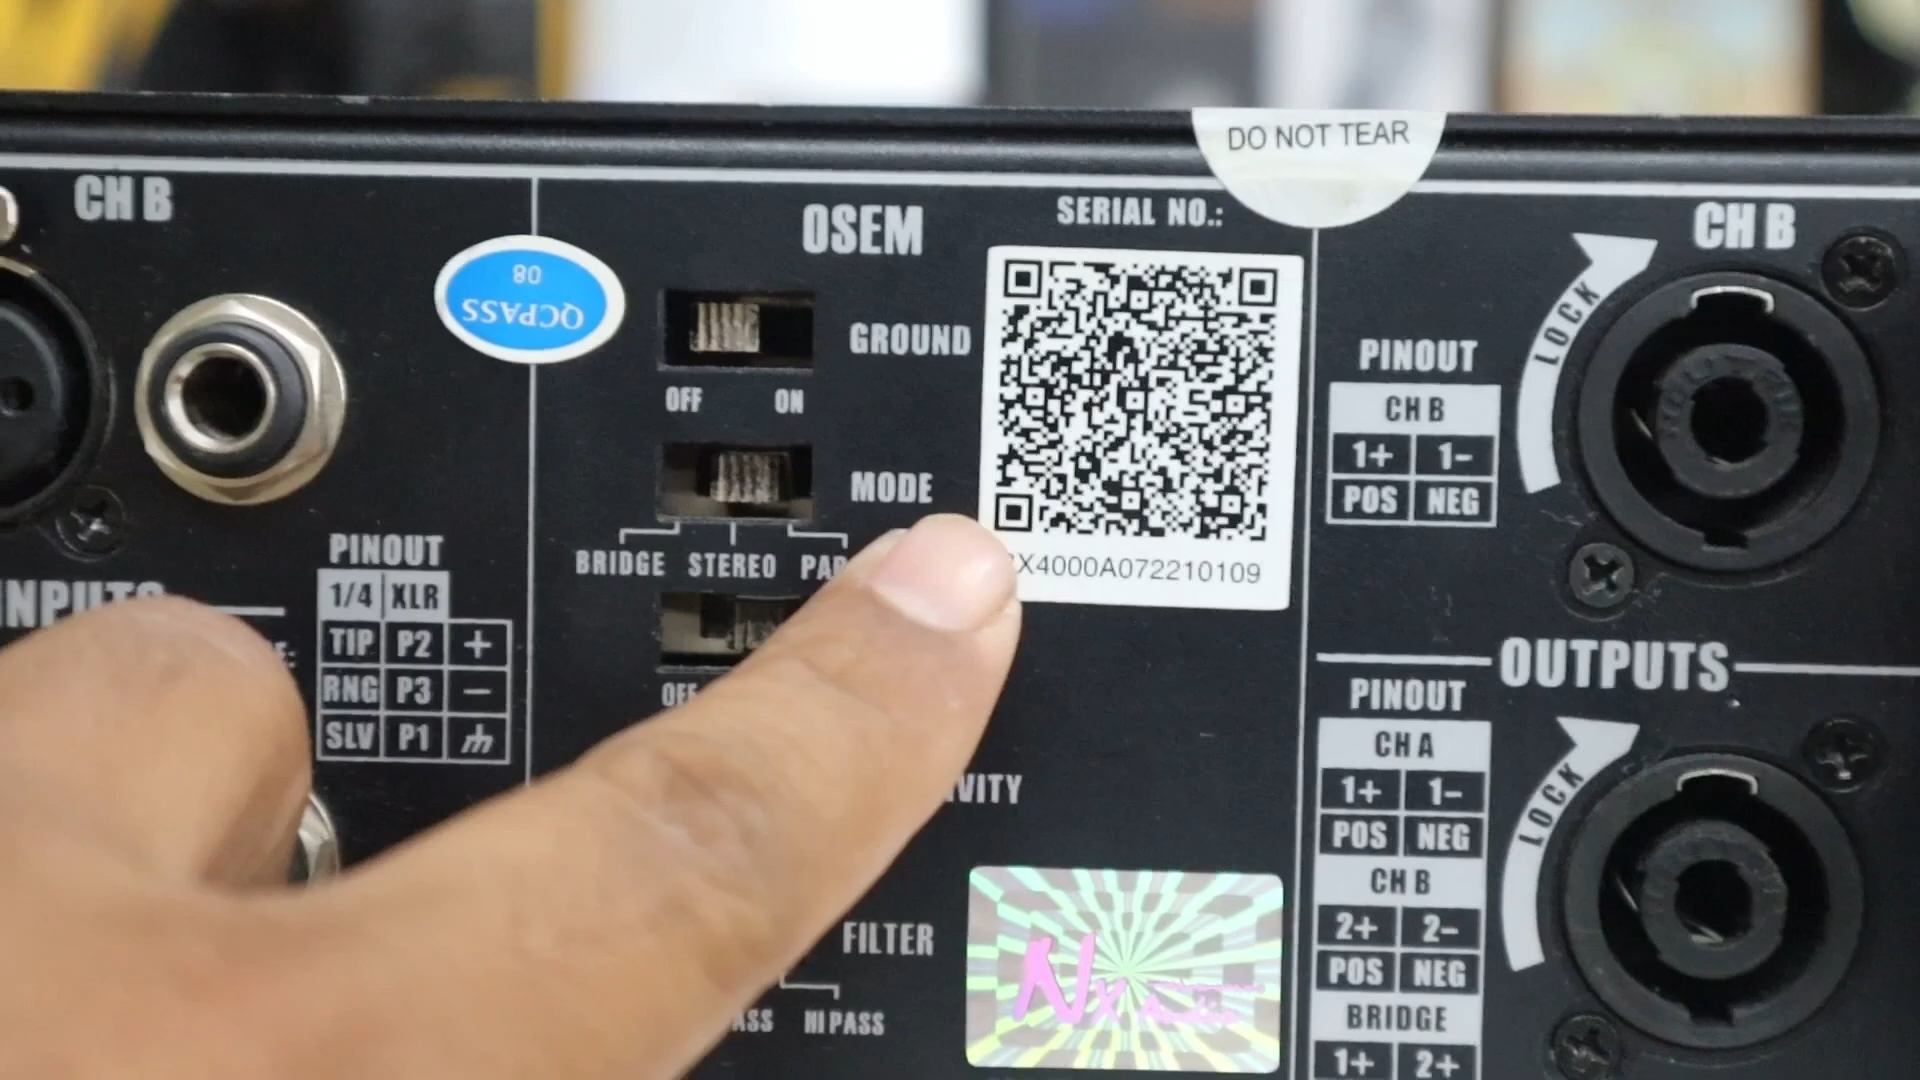 DO NOT TEAR
CH B
OSEM
SERIAL NO.:
CH B
QCPASS
08
GROUND
OFF ON
LOCK
PINOUT
CH B
1+ 1-
POS NEG
MODE
BRIDGE STEREO
X4000A072210109
PINOUT
1/4 XLR
INPUTS
TIP P2 +
RNG P3 -
SLV P1
OUTPUTS
PINOUT
CH A
1+ 1-
POS NEG
CH B
2+ 2-
POS NEG
BRIDGE
1+ 2+
LOCK
FILTER
HI PASS
Nx